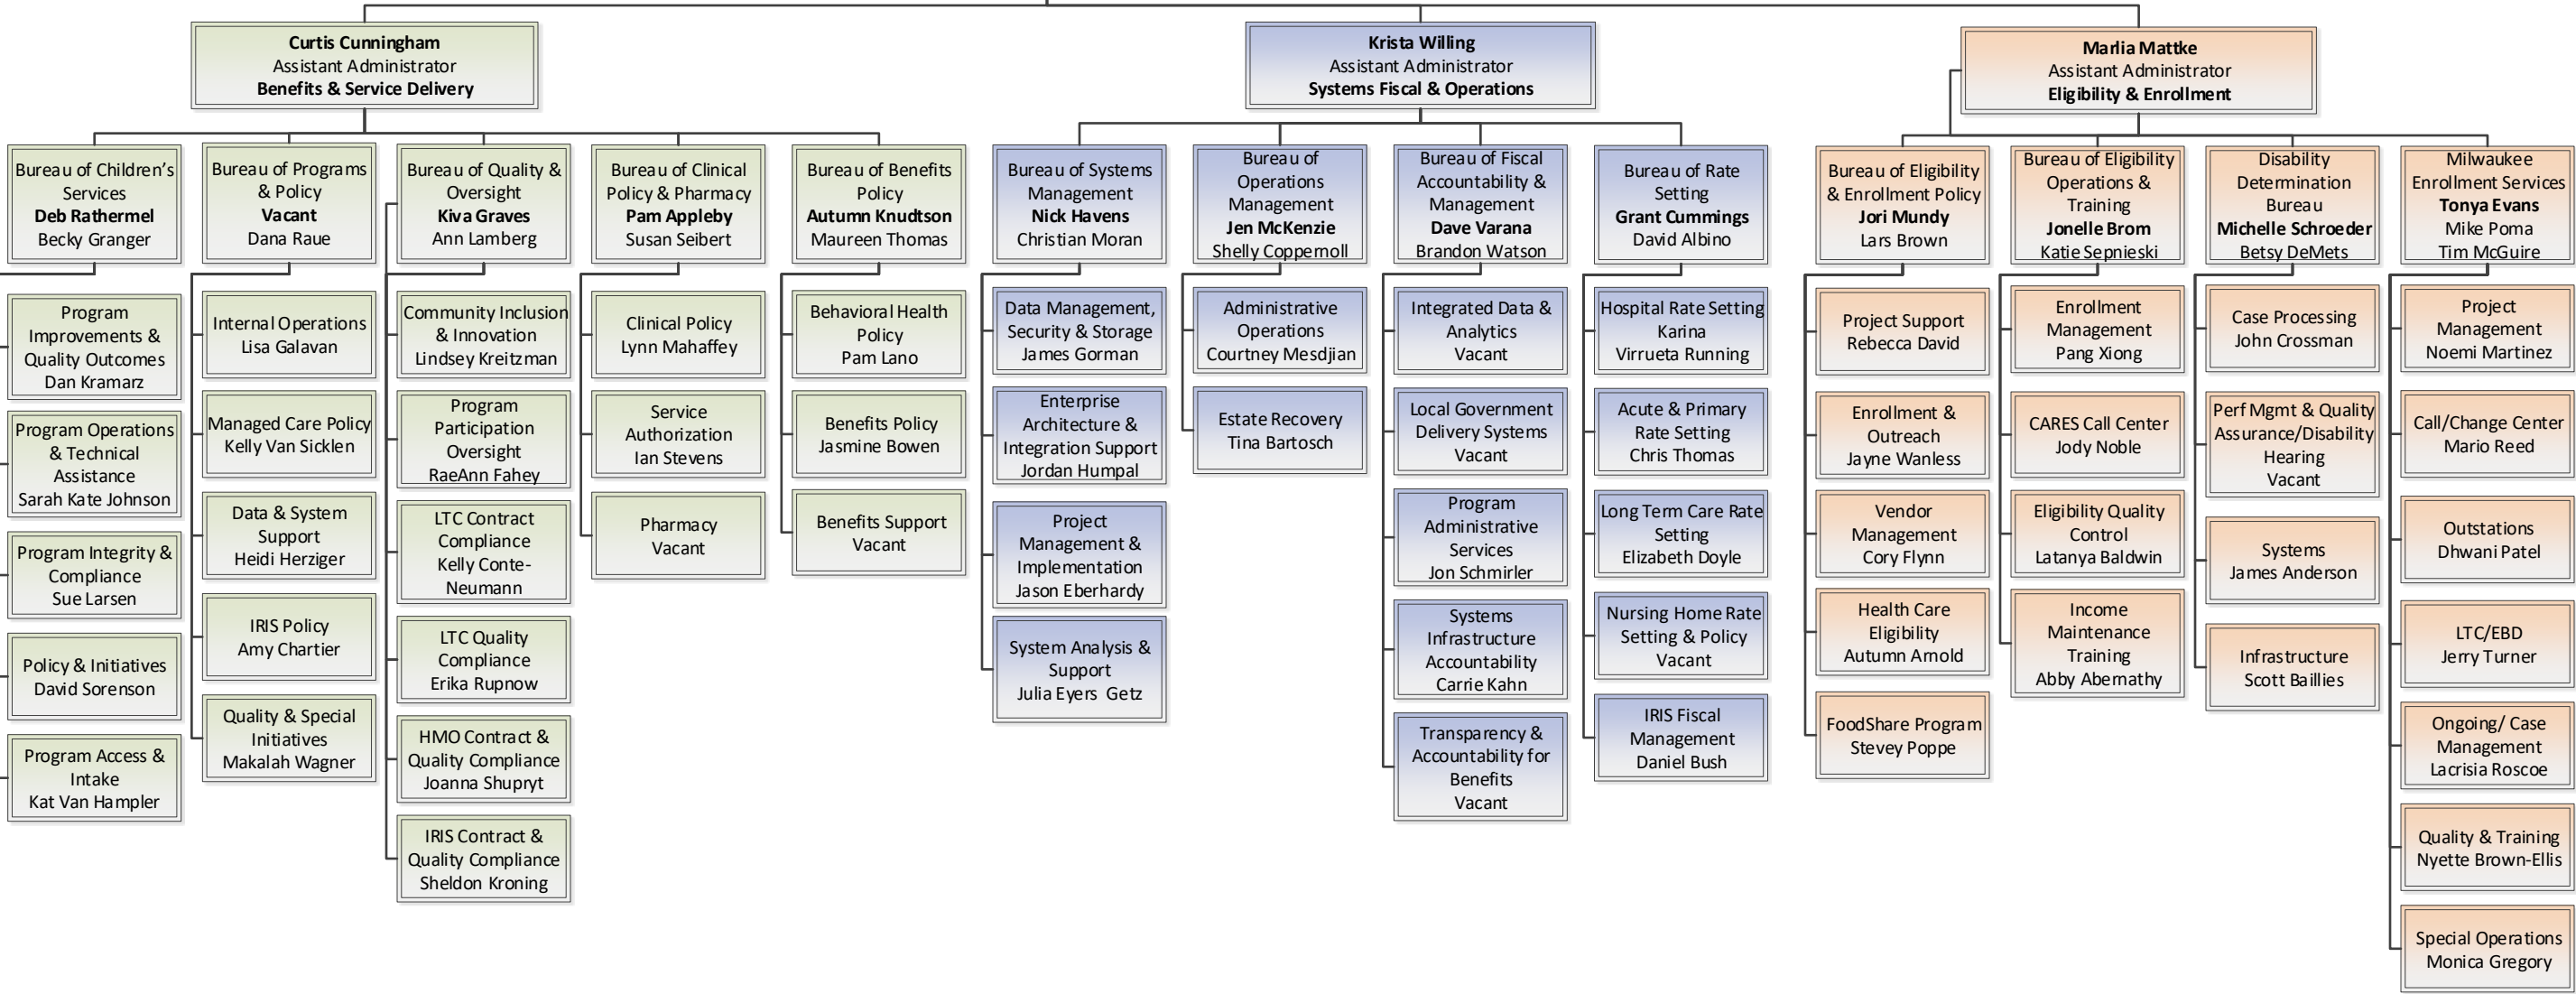 Curtis Cunningham
Assistant Administrator
Benefits & Service Delivery
Krista Willing
Assistant Administrator
Systems Fiscal & Operations
Marlia Mattke
Assistant Administrator
Eligibility & Enrollment
Bureau of Children's
Services
Deb Rathermel
Becky Granger
Program
Improvements &
Quality Outcomes
Dan Kramarz
Program Operations
& Technical
Assistance
Sarah Kate Johnson
Program Integrity &
Compliance
Sue Larsen
Policy & Initiatives
David Sorenson
Program Access &
Intake
Kat Van Hampler
Bureau of Programs
& Policy
Vacant
Dana Raue
Internal Operations
Lisa Galavan
Managed Care Policy
Kelly Van Sicklen
Data & System
Support
Heidi Herziger
IRIS Policy
Amy Chartier
Quality & Special
Initiatives
Makalah Wagner
Bureau of Quality &
Oversight
Kiva Graves
Ann Lamberg
Community Inclusion
& Innovation
Lindsey Kreitzman
Program
Participation
Oversight
RaeAnn Fahey
LTC Contract
Compliance
Kelly Conte-
Neumann
LTC Quality
Compliance
Erika Rupnow
HMO Contract &
Quality Compliance
Joanna Shupryt
IRIS Contract &
Quality Compliance
Sheldon Kroning
Bureau of Clinical
Policy & Pharmacy
Pam Appleby
Susan Seibert
Clinical Policy
Lynn Mahaffey
Service
Authorization
Ian Stevens
Pharmacy
Vacant
Bureau of Benefits
Policy
Autumn Knudtson
Maureen Thomas
Behavioral Health
Policy
Pam Lano
Benefits Policy
Jasmine Bowen
Benefits Support
Vacant
Bureau of Systems
Management
Nick Havens
Christian Moran
Data Management,
Security & Storage
James Gorman
Enterprise
Architecture &
Integration Support
Jordan Humpal
Project
Management &
Implementation
Jason Eberhardy
System Analysis &
Support
Julia Eyers Getz
Bureau of
Operations
Management
Jen McKenzie
Shelly Coppernoll
Administrative
Operations
Courtney Mesdjian
Estate Recovery
Tina Bartosch
Bureau of Fiscal
Accountability &
Management
Dave Varana
Brandon Watson
Integrated Data &
Analytics
Vacant
Local Government
Delivery Systems
Vacant
Program
Administrative
Services
Jon Schmirler
Systems
Infrastructure
Accountability
Carrie Kahn
Transparency &
Accountability for
Benefits
Vacant
Bureau of Rate
Setting
Grant Cummings
David Albino
Hospital Rate Setting
Karina
Virrueta Running
Acute & Primary
Rate Setting
Chris Thomas
Long Term Care Rate
Setting
Elizabeth Doyle
Nursing Home Rate
Setting & Policy
Vacant
IRIS Fiscal
Management
Daniel Bush
Bureau of Eligibility
& Enrollment Policy
Jori Mundy
Lars Brown
Project Support
Rebecca David
Enrollment &
Outreach
Jayne Wanless
Vendor
Management
Cory Flynn
Health Care
Eligibility
Autumn Arnold
FoodShare Program
Stevey Poppe
Bureau of Eligibility
Operations &
Training
Jonelle Brom
Katie Sepnieski
Enrollment
Management
Pang Xiong
CARES Call Center
Jody Noble
Eligibility Quality
Control
Latanya Baldwin
Income
Maintenance
Training
Abby Abernathy
Disability
Determination
Bureau
Michelle Schroeder
Betsy DeMets
Case Processing
John Crossman
Perf Mgmt & Quality
Assurance/Disability
Hearing
Vacant
Systems
James Anderson
Infrastructure
Scott Baillies
Milwaukee
Enrollment Services
Tonya Evans
Mike Poma
Tim McGuire
Project
Management
Noemi Martinez
Call/Change Center
Mario Reed
Outstations
Dhwani Patel
LTC/EBD
Jerry Turner
Ongoing/ Case
Management
Lacrisia Roscoe
Quality & Training
Nyette Brown-Ellis
Special Operations
Monica Gregory